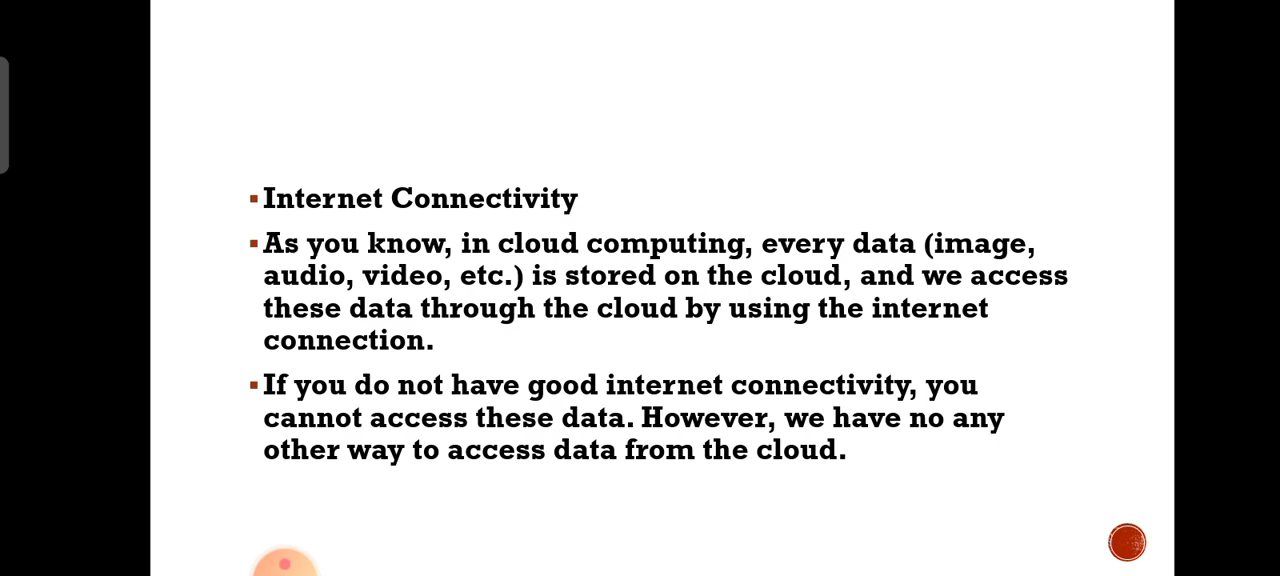 Internet Connectivity
As you know, in cloud computing, every data (image,
audio, video, etc.) is stored on the cloud, and we access
these data through the cloud by using the internet
connection.
If you do not have good internet connectivity, you
cannot access these data. However, we have no any
other way to access data from the cloud.